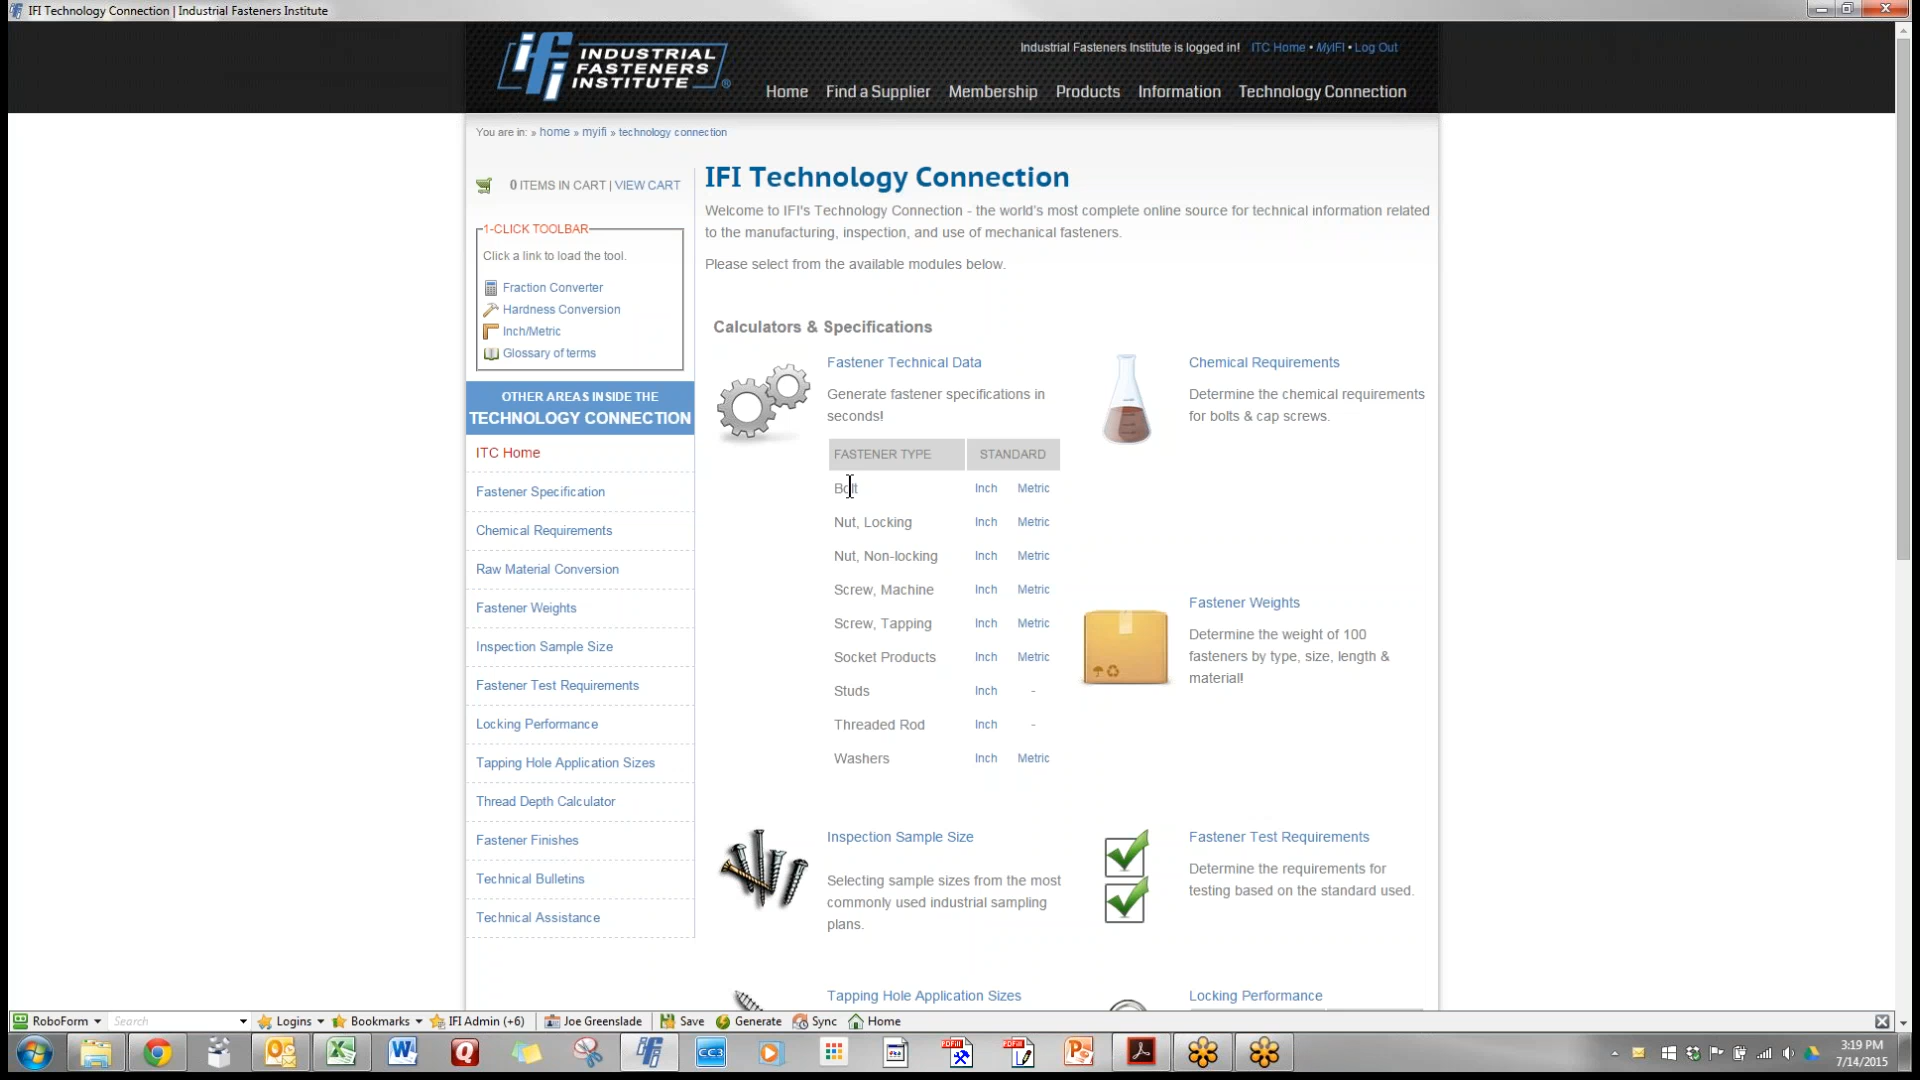 IFI Technology Connection | Industrial Fasteners Institute
ifi INDUSTRIAL
FASTENERS
INSTITUTE ®
Industrial Fasteners Institute is logged in! ITC Home • MyIFI • Log Out
Home Find a Supplier Membership Products Information Technology Connection
You are in: » home » myifi » technology connection
0 ITEMS IN CART | VIEW CART
1-CLICK TOOLBAR
Click a link to load the tool.
Fraction Converter
Hardness Conversion
Inch/Metric
Glossary of terms
OTHER AREAS INSIDE THE
TECHNOLOGY CONNECTION
ITC Home
Fastener Specification
Chemical Requirements
Raw Material Conversion
Fastener Weights
Inspection Sample Size
Fastener Test Requirements
Locking Performance
Tapping Hole Application Sizes
Thread Depth Calculator
Fastener Finishes
Technical Bulletins
Technical Assistance
IFI Technology Connection
Welcome to IFI's Technology Connection - the world's most complete online source for technical information related
to the manufacturing, inspection, and use of mechanical fasteners.
Please select from the available modules below.
Calculators & Specifications
Fastener Technical Data
Generate fastener specifications in
seconds!
FASTENER TYPE STANDARD
Bolt Inch Metric
Nut, Locking Inch Metric
Nut, Non-locking Inch Metric
Screw, Machine Inch Metric
Screw, Tapping Inch Metric
Socket Products Inch Metric
Studs Inch -
Threaded Rod Inch -
Washers Inch Metric
Chemical Requirements
Determine the chemical requirements
for bolts & cap screws.
Fastener Weights
Determine the weight of 100
fasteners by type, size, length &
material!
Inspection Sample Size
Selecting sample sizes from the most
commonly used industrial sampling
plans.
Fastener Test Requirements
Determine the requirements for
testing based on the standard used.
Tapping Hole Application Sizes
Locking Performance
RoboForm Search Logins Bookmarks IFI Admin (+6) Joe Greenslade Save Generate Sync Home
CC3
PDFill
PDFill
3:19 PM
7/14/2015